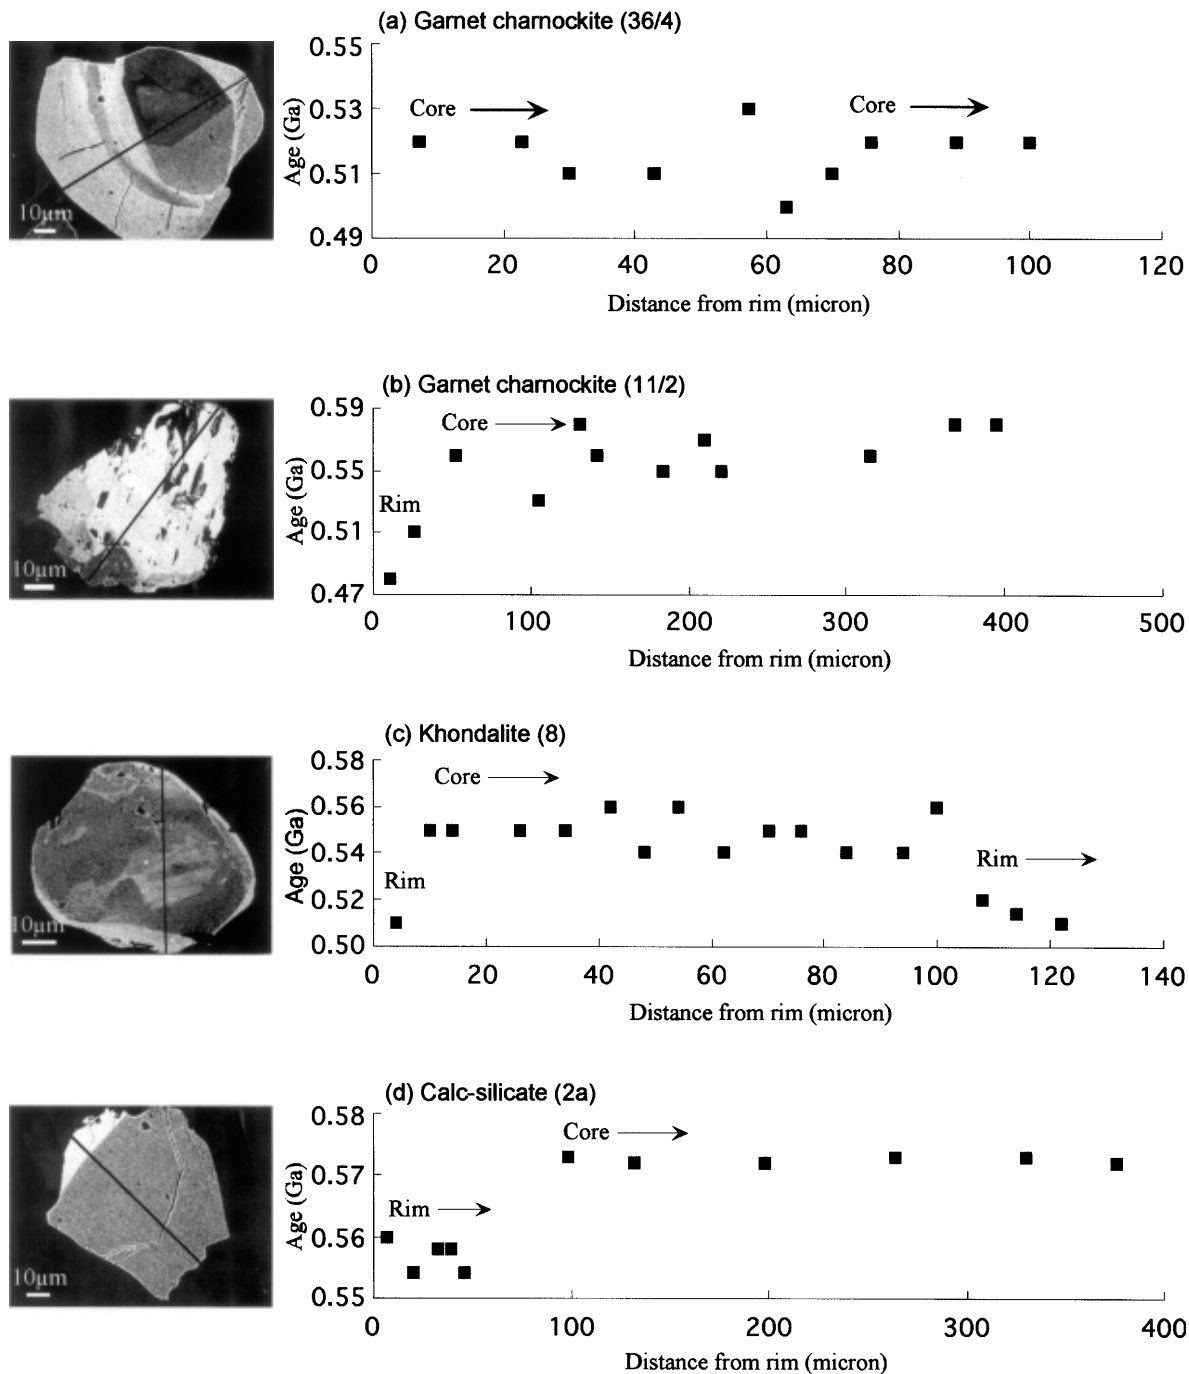 (a) Garnet charnockite (36/4)
0.55
0.53
0.51
0.49
Age (Ga)
Core
Core
10µm
0
20
40
60
80
100
120
Distance from rim (micron)
(b) Garnet charnockite (11/2)
0.59
0.55
0.51
0.47
Age (Ga)
Core
Rim
10µm
0
100
200
300
400
500
Distance from rim (micron)
(c) Khondalite (8)
0.58
0.56
0.54
0.52
0.50
Age (Ga)
Core
Rim
Rim
10µm
0
20
40
60
80
100
120
140
Distance from rim (micron)
(d) Calc-silicate (2a)
0.58
0.57
0.56
0.55
Age (Ga)
Core
Rim
10µm
0
100
200
300
400
Distance from rim (micron)